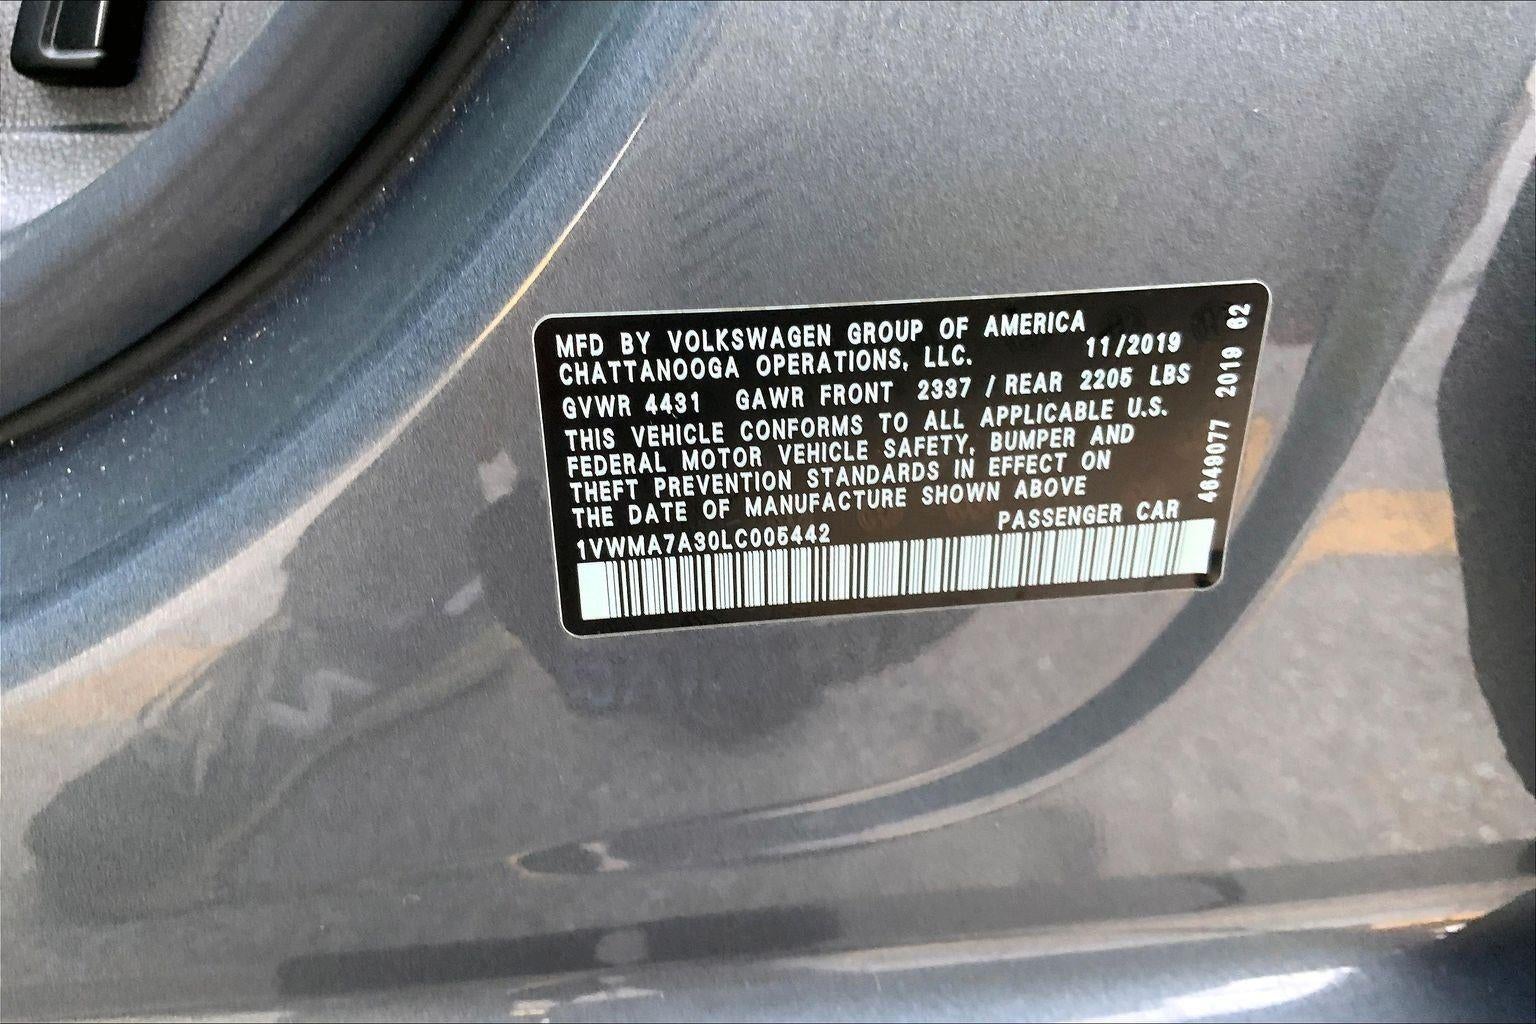 MFD BY VOLKSWAGEN GROUP OF AMERICA
CHATTANOOGA OPERATIONS, LLC. 11/2019
GVWR 4431 GAWR FRONT 2337 / REAR 2205 LBS
THIS VEHICLE CONFORMS TO ALL APPLICABLE U.S.
FEDERAL MOTOR VEHICLE SAFETY, BUMPER AND
THEFT PREVENTION STANDARDS IN EFFECT ON
THE DATE OF MANUFACTURE SHOWN ABOVE
1VWMA7A30LC005442 PASSENGER CAR
4649077 2019 62